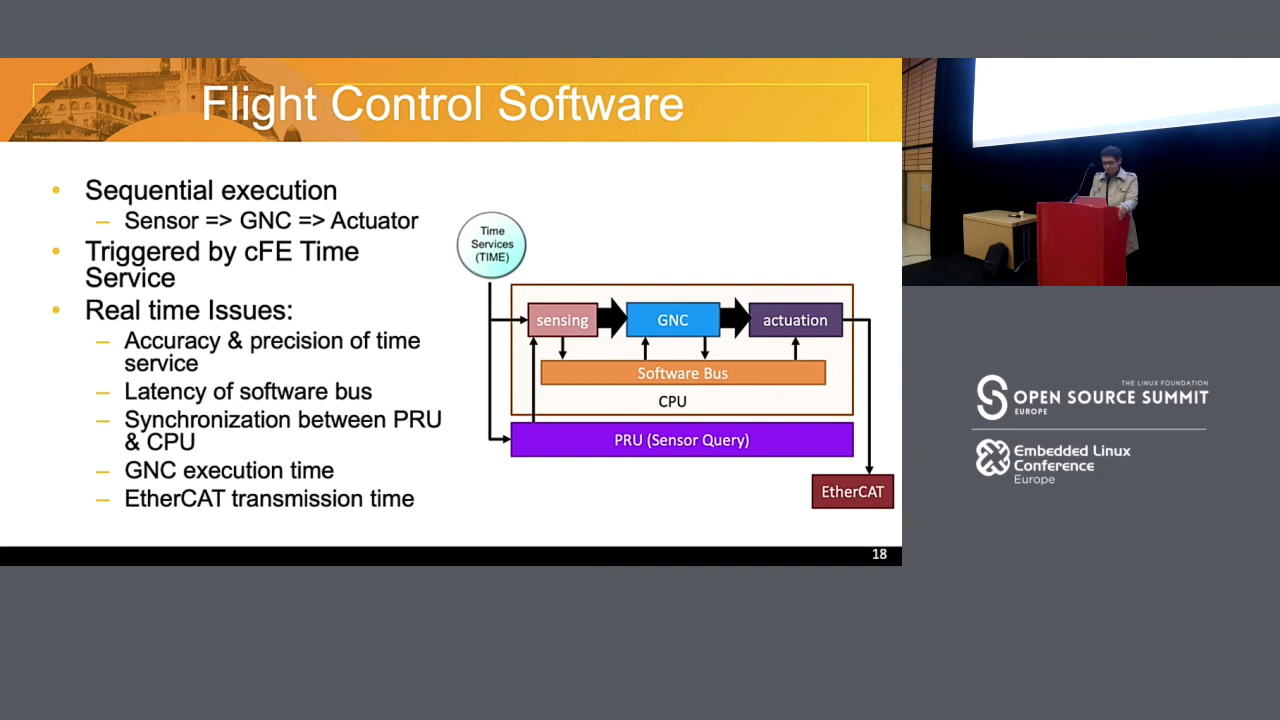 Flight Control Software
• Sequential execution
– Sensor => GNC => Actuator
• Triggered by cFE Time
Service
• Real time Issues:
– Accuracy & precision of time
service
– Latency of software bus
– Synchronization between PRU
& CPU
– GNC execution time
– EtherCAT transmission time
Time
Services
(TIME)
sensing
GNC
actuation
Software Bus
CPU
PRU (Sensor Query)
EtherCAT
18
THE LINUX FOUNDATION
OPEN SOURCE SUMMIT
EUROPE
Embedded Linux
Conference
Europe